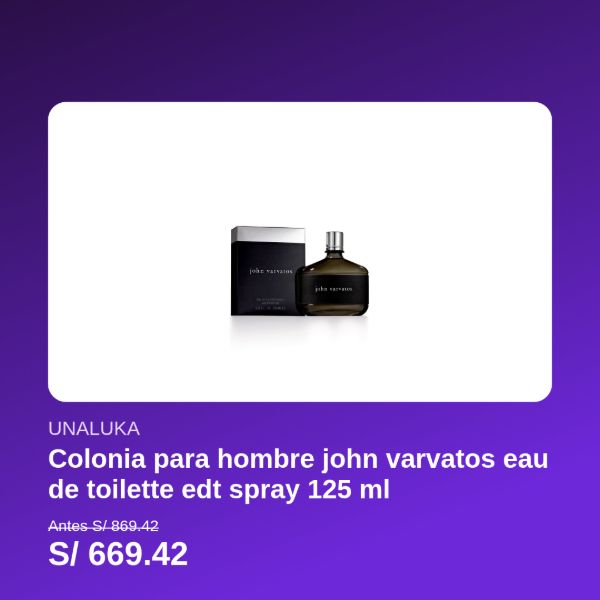 john varvatos
john varvatos
UNALUKA
Colonia para hombre john varvatos eau
de toilette edt spray 125 ml
Antes S/ 869.42
S/ 669.42